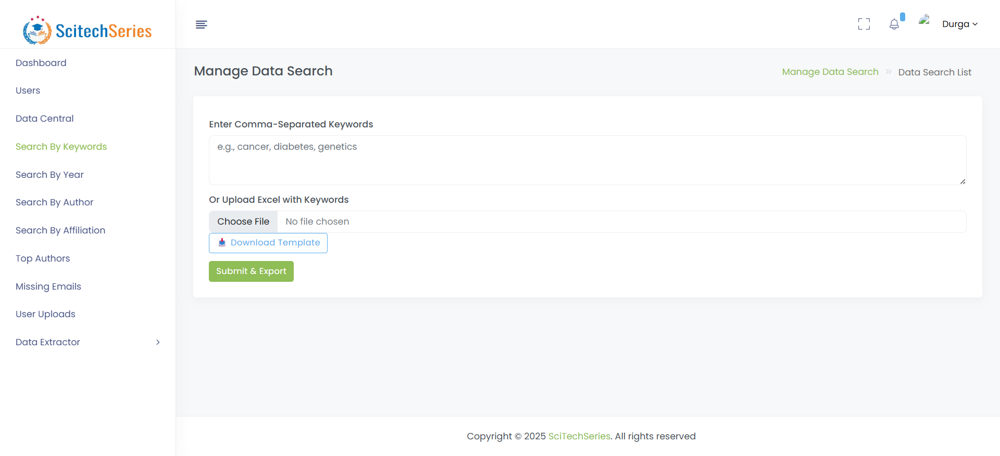 ScitechSeries
Durga
Dashboard
Users
Data Central
Search By Keywords
Search By Year
Search By Author
Search By Affiliation
Top Authors
Missing Emails
User Uploads
Data Extractor
Manage Data Search
Manage Data Search » Data Search List
Enter Comma-Separated Keywords
e.g., cancer, diabetes, genetics
Or Upload Excel with Keywords
Choose File No file chosen
Download Template
Submit & Export
Copyright © 2025 SciTechSeries. All rights reserved